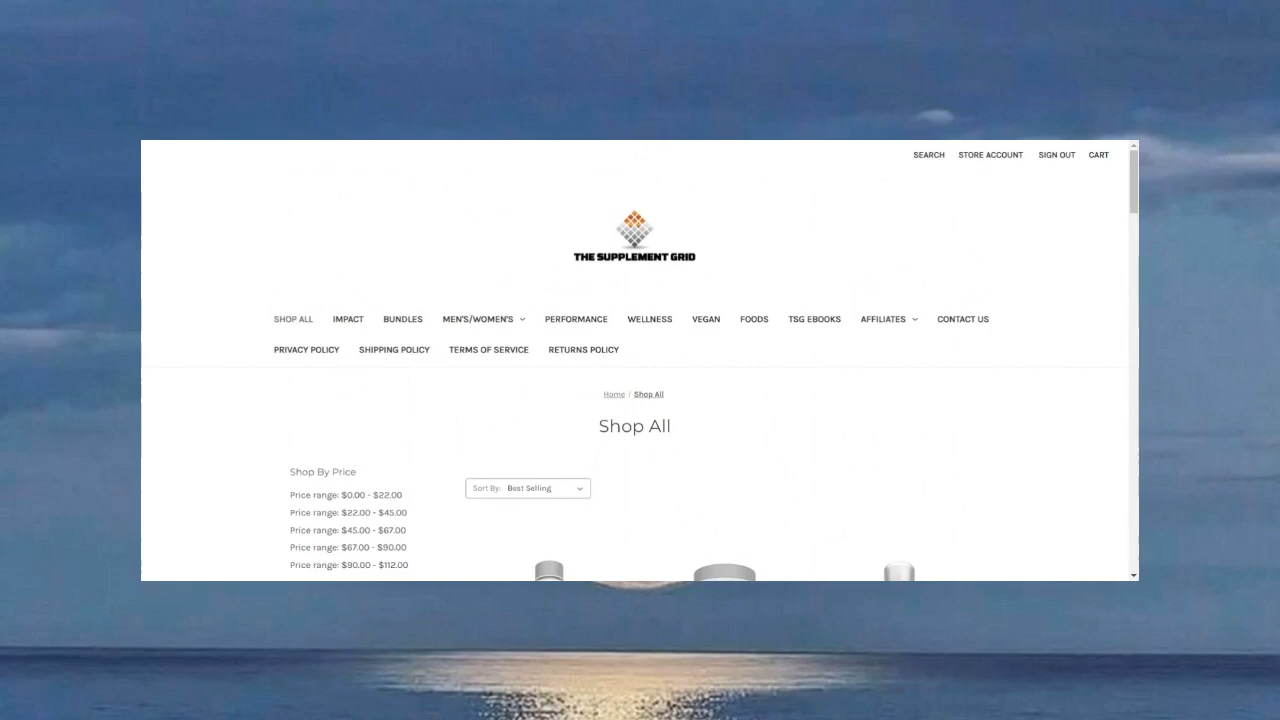 SEARCH STORE ACCOUNT SIGN OUT CART
THE SUPPLEMENT GRID
SHOP ALL IMPACT BUNDLES MEN'S/WOMEN'S PERFORMANCE WELLNESS VEGAN FOODS TSG EBOOKS AFFILIATES CONTACT US
PRIVACY POLICY SHIPPING POLICY TERMS OF SERVICE RETURNS POLICY
Home / Shop All
Shop All
Shop By Price
Sort By: Best Selling
Price range: $0.00 - $22.00
Price range: $22.00 - $45.00
Price range: $45.00 - $67.00
Price range: $67.00 - $90.00
Price range: $90.00 - $112.00